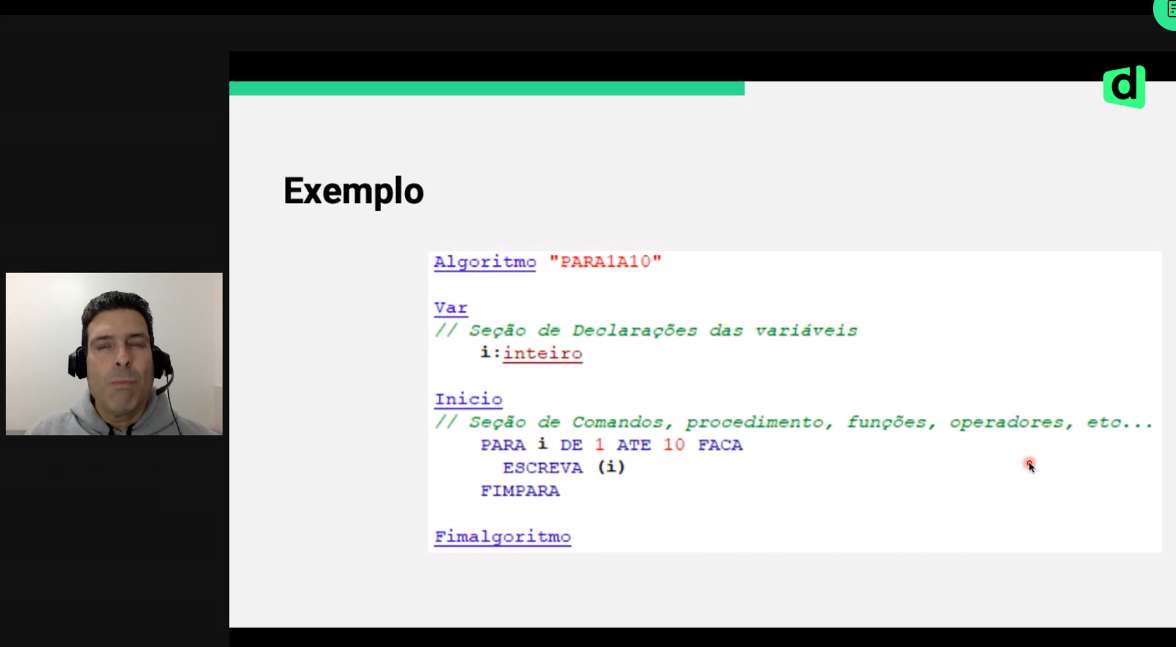 d
Exemplo
Algoritmo "PARA1A10"
Var
// Seção de Declarações das variáveis
i:inteiro
Inicio
// Seção de Comandos, procedimento, funções, operadores, etc...
PARA i DE 1 ATE 10 FACA
ESCREVA (i)
FIMPARA
Fimalgoritmo